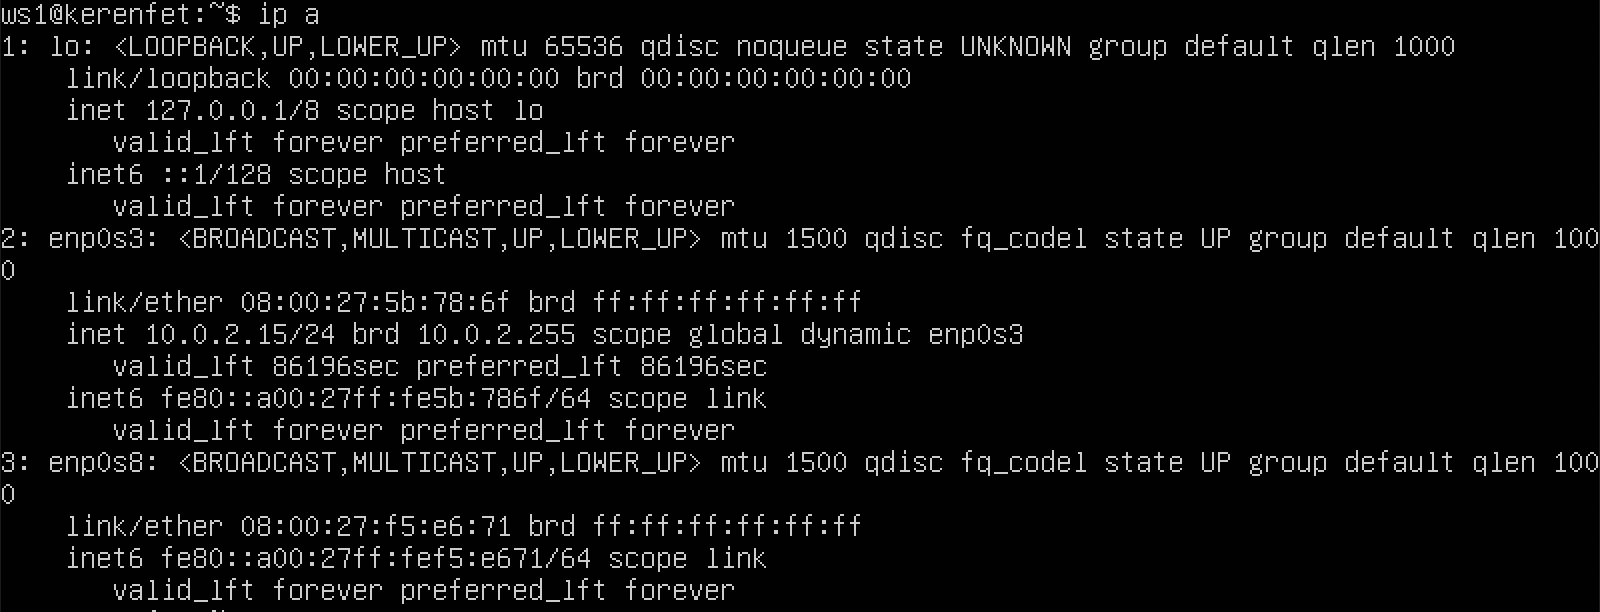 ws1@kerenfet:~$ ip a
1: lo: <LOOPBACK,UP,LOWER_UP> mtu 65536 qdisc noqueue state UNKNOWN group default qlen 1000
    link/loopback 00:00:00:00:00:00 brd 00:00:00:00:00:00
    inet 127.0.0.1/8 scope host lo
       valid_lft forever preferred_lft forever
    inet6 ::1/128 scope host
       valid_lft forever preferred_lft forever
2: enp0s3: <BROADCAST,MULTICAST,UP,LOWER_UP> mtu 1500 qdisc fq_codel state UP group default qlen 100
0
    link/ether 08:00:27:5b:78:6f brd ff:ff:ff:ff:ff:ff
    inet 10.0.2.15/24 brd 10.0.2.255 scope global dynamic enp0s3
       valid_lft 86196sec preferred_lft 86196sec
    inet6 fe80::a00:27ff:fe5b:786f/64 scope link
       valid_lft forever preferred_lft forever
3: enp0s8: <BROADCAST,MULTICAST,UP,LOWER_UP> mtu 1500 qdisc fq_codel state UP group default qlen 100
0
    link/ether 08:00:27:f5:e6:71 brd ff:ff:ff:ff:ff:ff
    inet6 fe80::a00:27ff:fef5:e671/64 scope link
       valid_lft forever preferred_lft forever